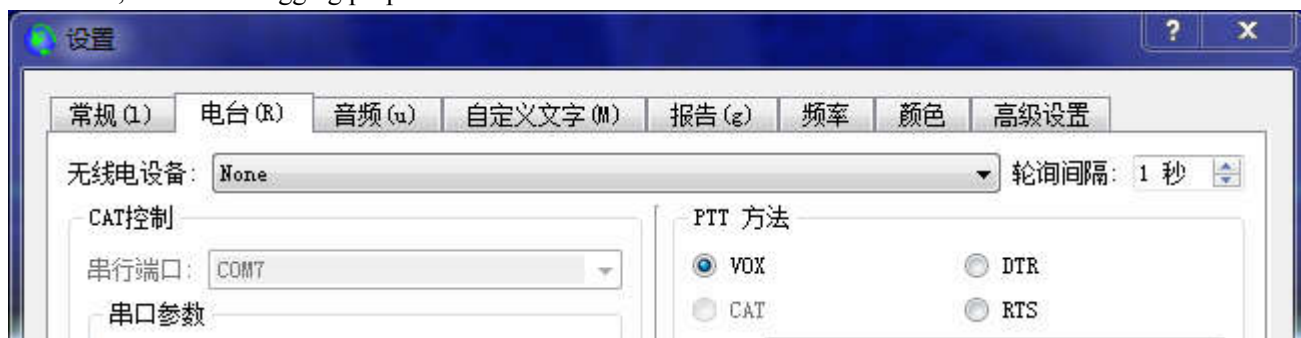 设置
常规(1) 电台(R) 音频(u) 自定义文字(M) 报告(g) 频率 颜色 高级设置
无线电设备: None 轮询间隔: 1 秒
CAT控制 PTT 方法
串行端口: COM7 VOX DTR
串口参数 CAT RTS